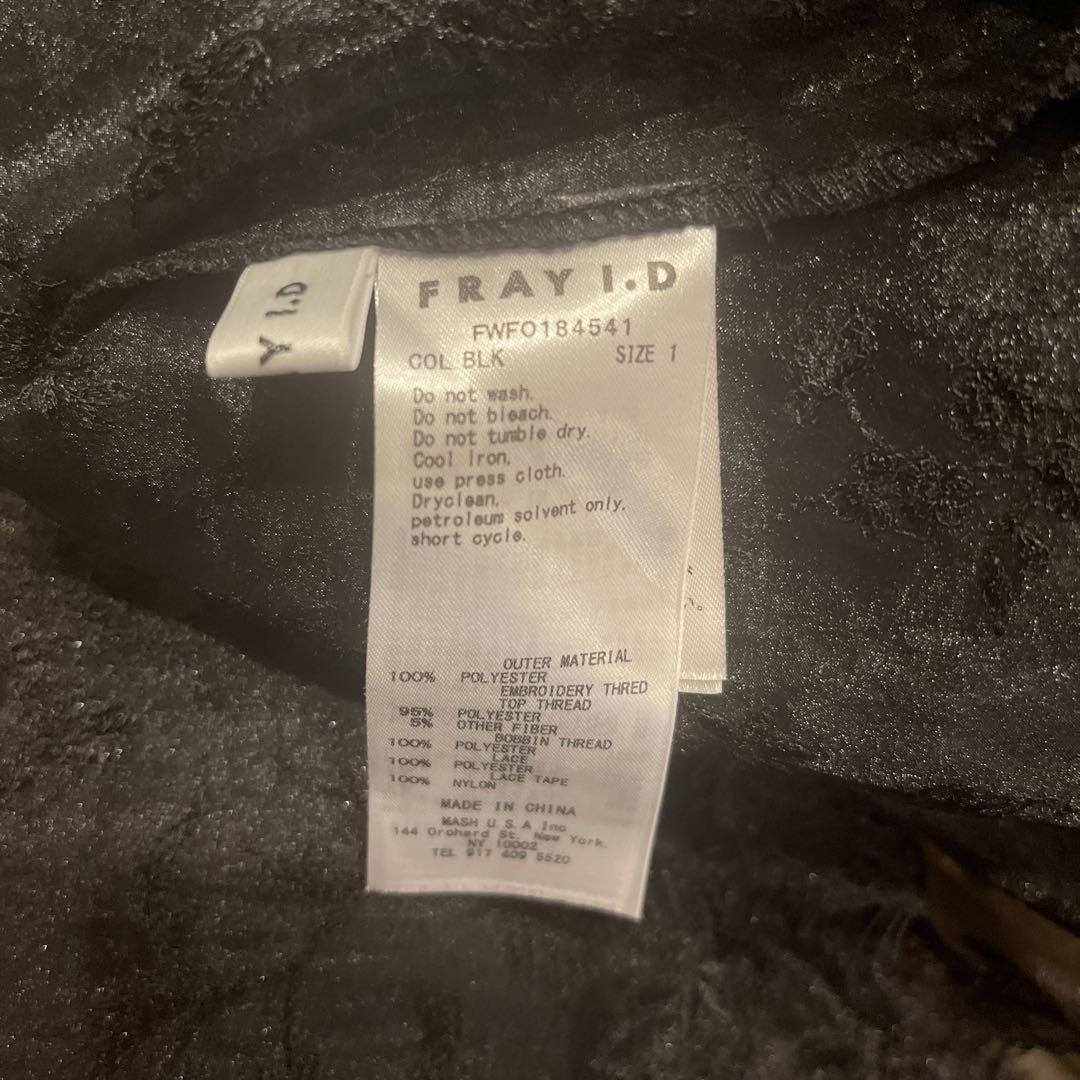 Y I.D
FRAY I.D
FWFO184541
COL BLK SIZE 1
Do not wash.
Do not bleach.
Do not tumble dry.
Cool iron,
use press cloth.
Dryclean,
petroleum solvent only,
short cycle.
OUTER MATERIAL
100% POLYESTER
EMBROIDERY THRED
TOP THREAD
95% POLYESTER
5% OTHER FIBER
BOBBIN THREAD
100% POLYESTER
LACE
100% POLYESTER
LACE TAPE
100% NYLON
MADE IN CHINA
MASH U.S.A Inc
144 Orchard St. New York.
NY 10002
TEL 917 409 5520